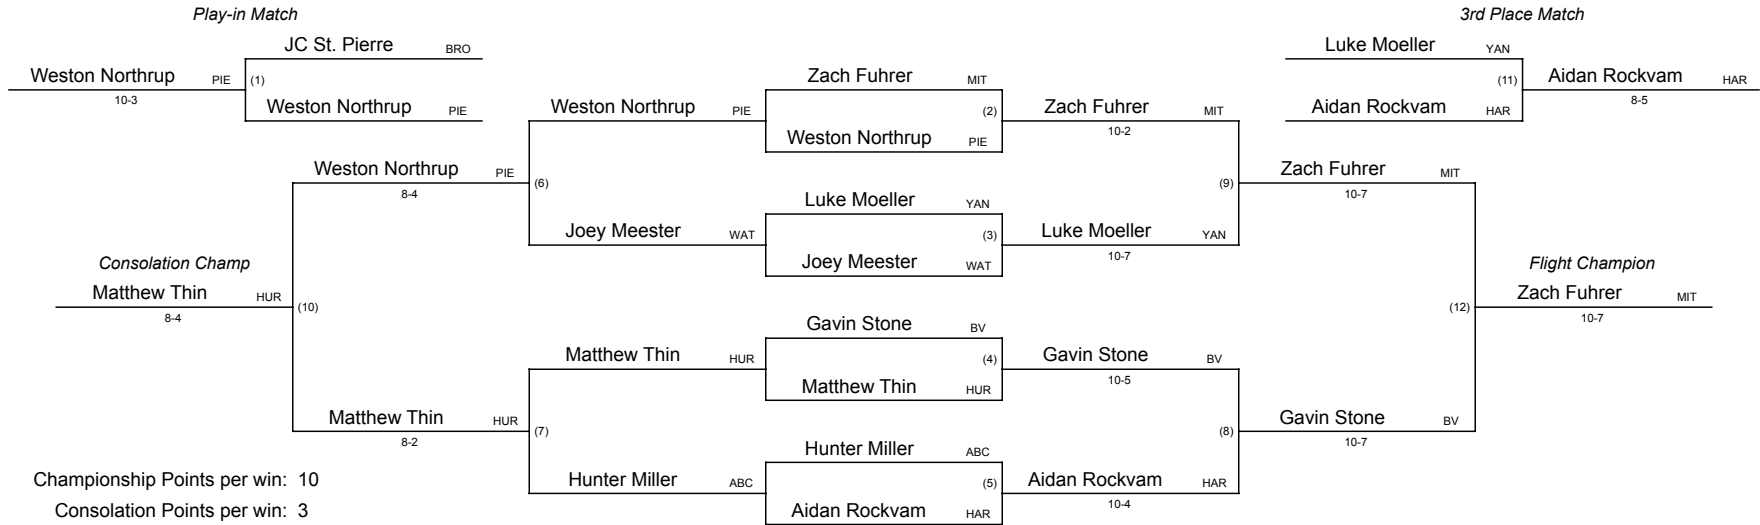 Play-in Match
3rd Place Match
JC St. Pierre BRO
Luke Moeller YAN
Weston Northrup PIE (1)
Zach Fuhrer MIT
(11) Aidan Rockvam HAR
10-3
8-5
Weston Northrup PIE
Weston Northrup PIE
(2)
Zach Fuhrer MIT
Aidan Rockvam HAR
10-2
Weston Northrup PIE
Weston Northrup PIE
(6)
(9)
Zach Fuhrer MIT
8-4
10-7
Luke Moeller YAN
Joey Meester WAT
(3)
Luke Moeller YAN
10-7
Joey Meester WAT
Consolation Champ
Flight Champion
Matthew Thin HUR
(10)
(12)
Zach Fuhrer MIT
8-4
10-7
Gavin Stone BV
Matthew Thin HUR
(4)
Gavin Stone BV
10-5
Matthew Thin HUR
Matthew Thin HUR
(7)
(8)
Gavin Stone BV
8-2
10-7
Hunter Miller ABC
Championship Points per win: 10
Hunter Miller ABC
(5)
Aidan Rockvam HAR
10-4
Consolation Points per win: 3
Aidan Rockvam HAR